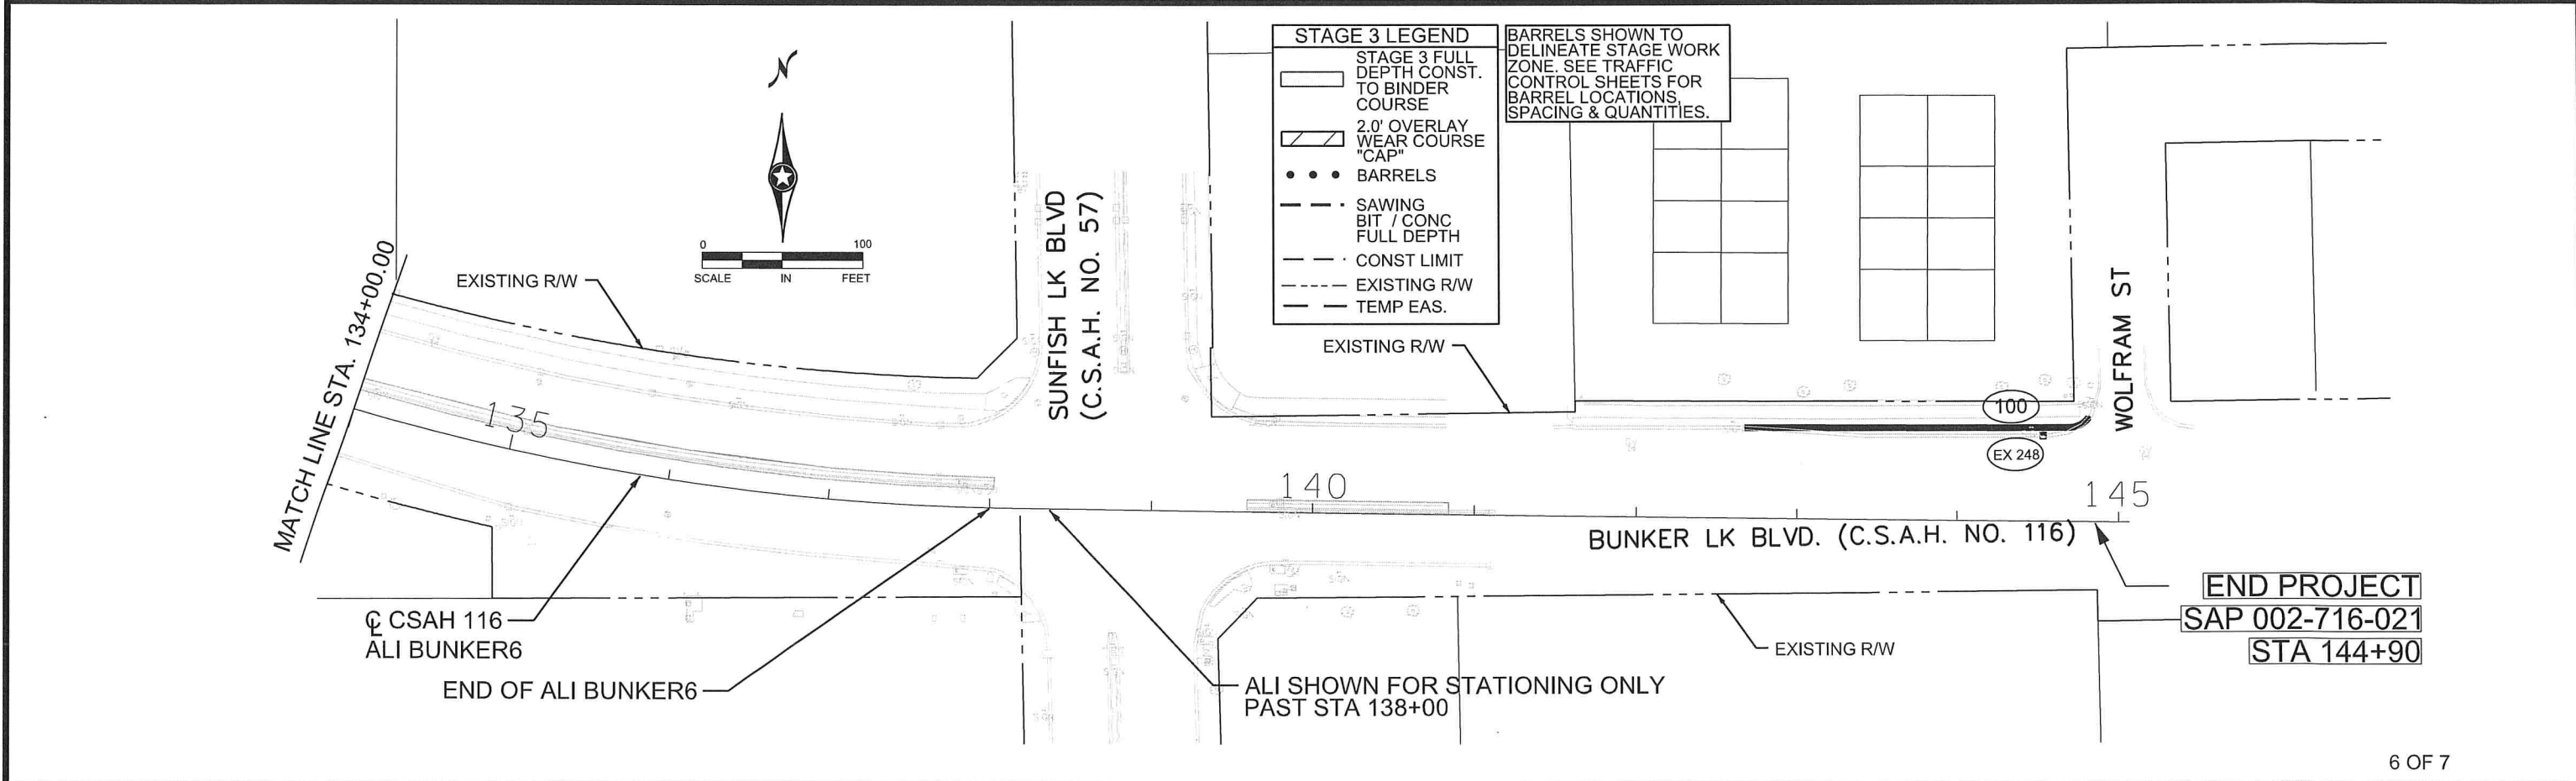 N
0 100
SCALE IN FEET
STAGE 3 LEGEND
STAGE 3 FULL
DEPTH CONST.
TO BINDER
COURSE
2.0' OVERLAY
WEAR COURSE
"CAP"
BARRELS
SAWING
BIT / CONC
FULL DEPTH
CONST LIMIT
EXISTING R/W
TEMP EAS.
BARRELS SHOWN TO
DELINEATE STAGE WORK
ZONE. SEE TRAFFIC
CONTROL SHEETS FOR
BARREL LOCATIONS,
SPACING & QUANTITIES.
MATCH LINE STA. 134+00.00
EXISTING R/W
SUNFISH LK BLVD
(C.S.A.H. NO. 57)
EXISTING R/W
WOLFRAM ST
100
EX 248
135
140
145
BUNKER LK BLVD. (C.S.A.H. NO. 116)
℄ CSAH 116
ALI BUNKER6
END OF ALI BUNKER6
ALI SHOWN FOR STATIONING ONLY
PAST STA 138+00
EXISTING R/W
END PROJECT
SAP 002-716-021
STA 144+90
6 OF 7